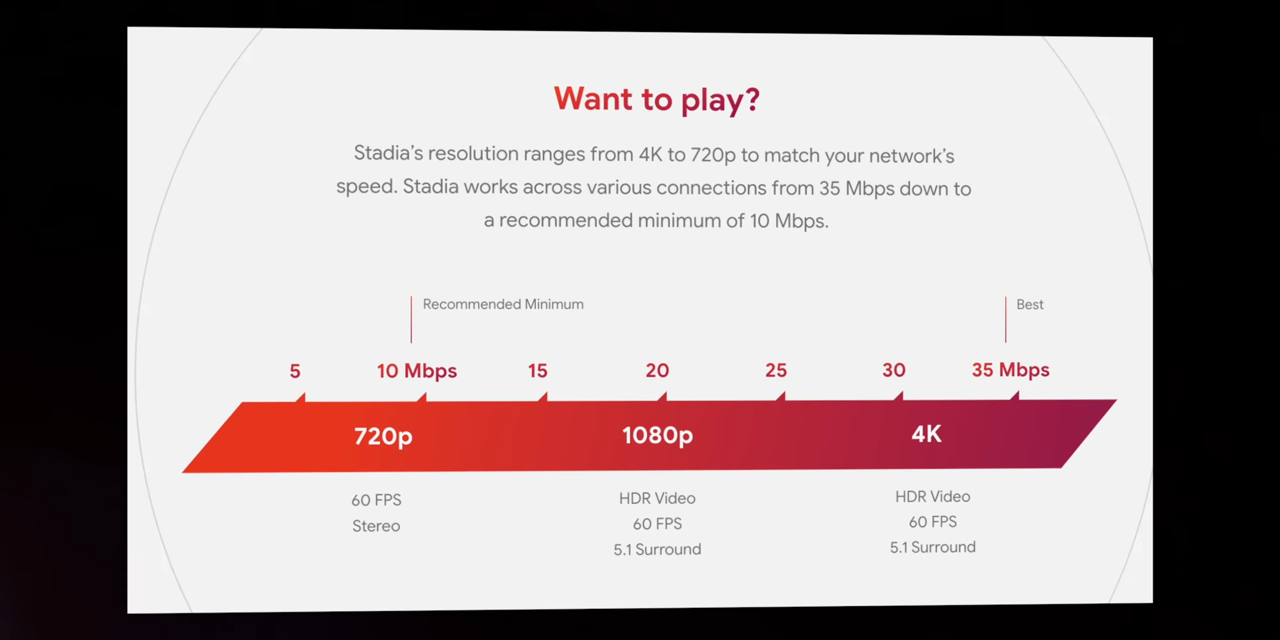 Want to play?
Stadia's resolution ranges from 4K to 720p to match your network's
speed. Stadia works across various connections from 35 Mbps down to
a recommended minimum of 10 Mbps.
Recommended Minimum
Best
5 10 Mbps 15 20 25 30 35 Mbps
720p 1080p 4K
60 FPS
Stereo
HDR Video
60 FPS
5.1 Surround
HDR Video
60 FPS
5.1 Surround